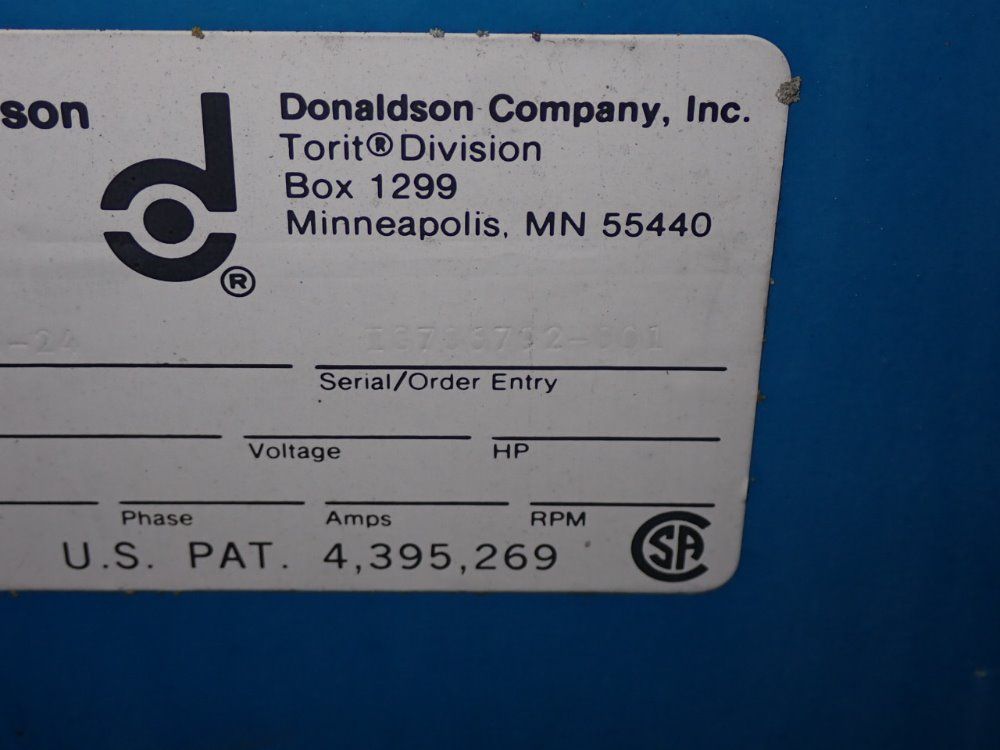 son
Donaldson Company, Inc.
Torit® Division
Box 1299
Minneapolis, MN 55440
®
-24
Serial/Order Entry
Voltage HP
Phase Amps RPM
U.S. PAT. 4,395,269